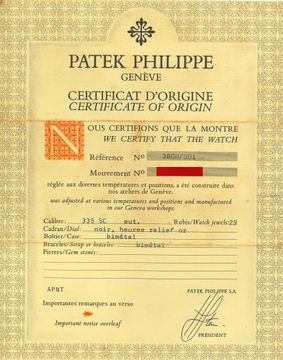 PATEK PHILIPPE
GENÈVE
CERTIFICAT D'ORIGINE
CERTIFICATE OF ORIGIN
NOUS CERTIFIONS QUE LA MONTRE
WE CERTIFY THAT THE WATCH
Référence Nº 3800/001
Mouvement Nº
réglée aux diverses températures et positions, a été construite dans
nos ateliers de Genève.
was adjusted at various temperatures and positions and manufactured
in our Geneva workshops.
Calibre: 335 SC aut. Rubis/Watch jewels: 29
Cadran/Dial: noir, heures relief or
Boîtier/Case: bimétal
Bracelet/Strap or bracelet: bimétal
Pierres/Gem stones:
APNT
PATEK PHILIPPE S.A.
Importantes remarques au verso
Important notice overleaf
PRÉSIDENT